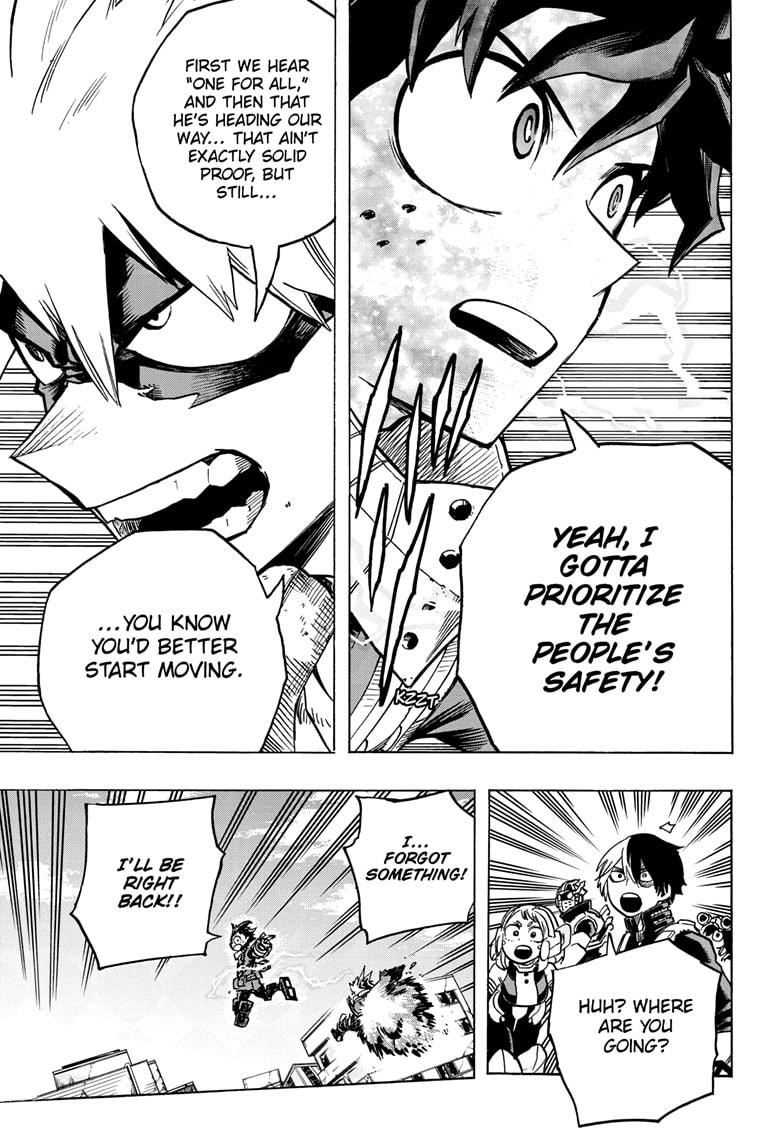 YEAH, I
GOTTA
PRIORITIZE
THE
PEOPLE'S
SAFETY!
KZZT
FIRST WE HEAR
"ONE FOR ALL,"
AND THEN THAT
HE'S HEADING OUR
WAY... THAT AIN'T
EXACTLY SOLID
PROOF, BUT
STILL...
...YOU KNOW
YOU'D BETTER
START MOVING.
HUH? WHERE
ARE YOU
GOING?
I...
FORGOT
SOMETHING!
I'LL BE
RIGHT
BACK!!